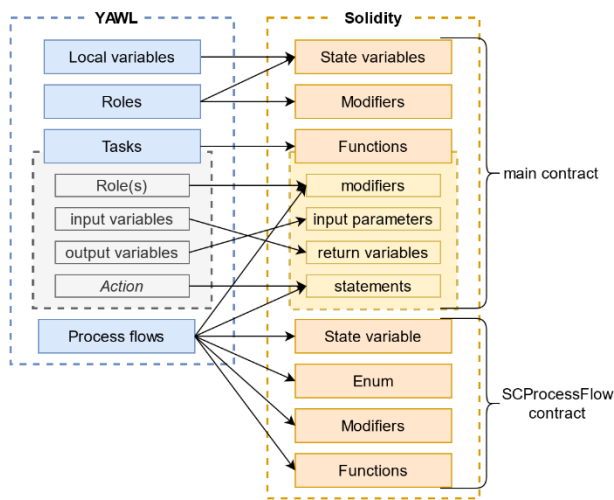 YAWL
Solidity
Local variables
State variables
Roles
Modifiers
Tasks
Functions
Role(s)
modifiers
input variables
input parameters
output variables
return variables
Action
statements
main contract
Process flows
State variable
Enum
Modifiers
Functions
SCProcessFlow
contract